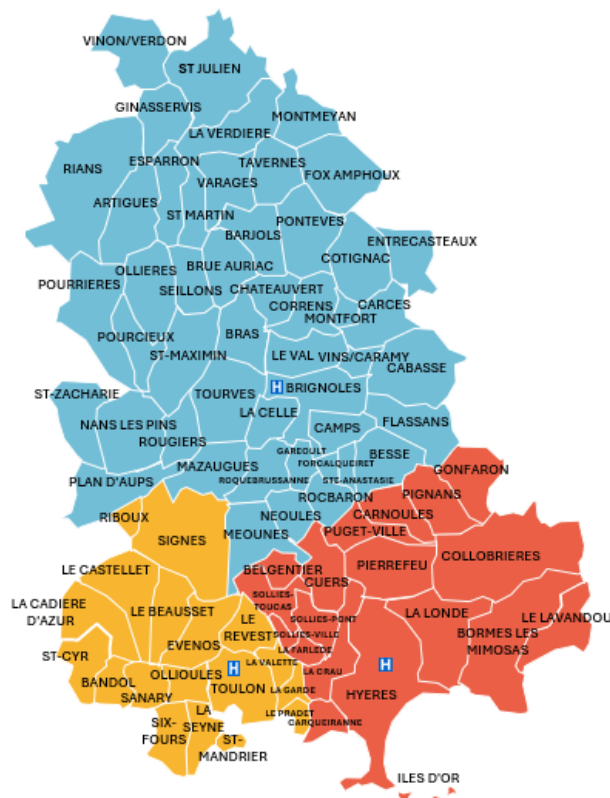 VINON/VERDON
ST JULIEN
GINASSERVIS
MONTMEYAN
LA VERDIERE
RIANS
ESPARRON
TAVERNES
VARAGES
FOX AMPHOUX
ARTIGUES
ST MARTIN
PONTEVES
BARJOLS
ENTRECASTEAUX
COTIGNAC
OLLIERES
BRUE AURIAC
POURRIERES
SEILLONS
CHATEAUVERT
CORRENS
CARCES
MONTFORT
POURCIEUX
BRAS
ST-MAXIMIN
LE VAL
VINS/CARAMY
CABASSE
H
BRIGNOLES
ST-ZACHARIE
TOURVES
LA CELLE
NANS LES PINS
CAMPS
FLASSANS
ROUGIERS
GAREOULT
BESSE
FORCALQUEIRET
MAZAUGUES
GONFARON
PLAN D'AUPS
ROQUEBRUSSANNE
STE-ANASTASIE
ROCBARON
PIGNANS
RIBOUX
NEOULES
CARNOULES
SIGNES
MEOUNES
PUGET-VILLE
COLLOBRIERES
LE CASTELLET
BELGENTIER
PIERREFEU
CUERS
LA CADIERE
D'AZUR
LE BEAUSSET
SOLLIES-
TOUCAS
LE
REVEST
SOLLIES-PONT
LA LONDE
LE LAVANDOU
SOLLIES-VILLE
BORMES LES
MIMOSAS
EVENOS
LA FARLEDE
ST-CYR
LA VALETTE
H
H
OLLIOULES
LA CRAU
BANDOL
TOULON
LA GARDE
HYERES
SANARY
LA
SEYNE
LE PRADET
CARQUEIRANNE
SIX-
FOURS
ST-
MANDRIER
ILES D'OR